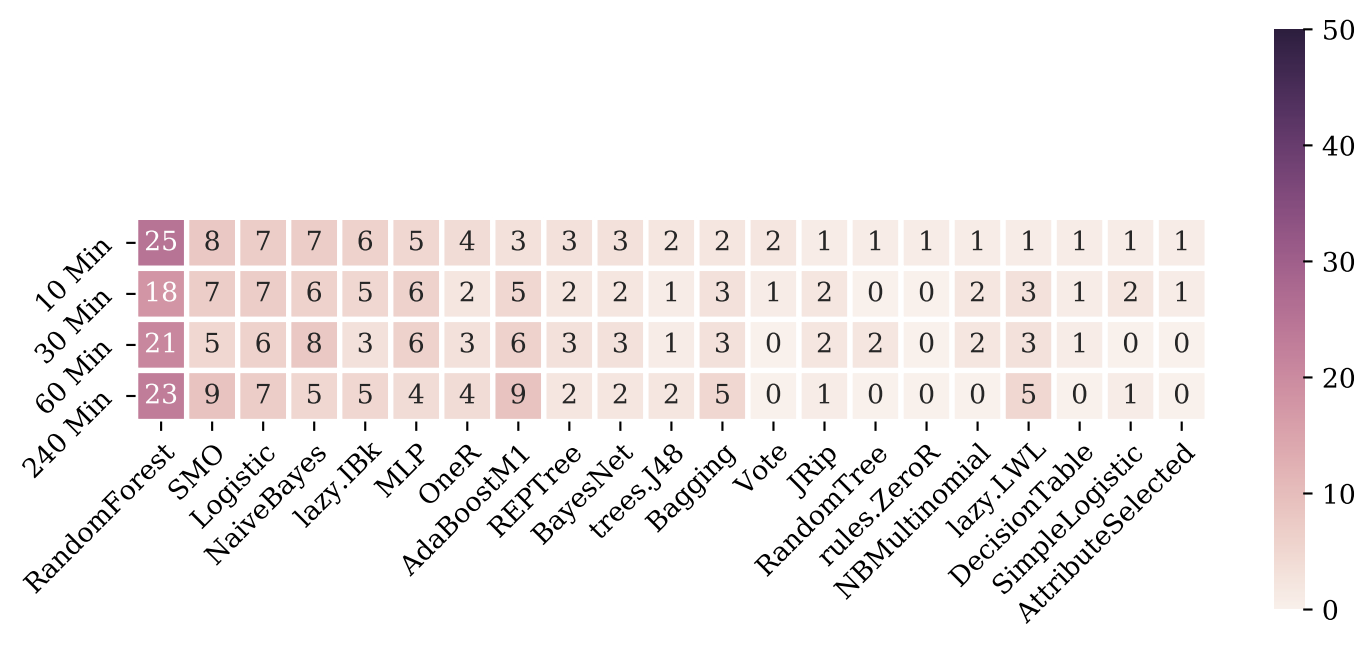 10 Min 25 8 7 7 6 5 4 3 3 3 2 2 2 1 1 1 1 1 1 1 1
30 Min 18 7 7 6 5 6 2 5 2 2 1 3 1 2 0 0 2 3 1 2 1
60 Min 21 5 6 8 3 6 3 6 3 3 1 3 0 2 2 0 2 3 1 0 0
240 Min 23 9 7 5 5 4 4 9 2 2 2 5 0 1 0 0 0 5 0 1 0
RandomForest
SMO
Logistic
NaiveBayes
lazy.IBk
MLP
OneR
AdaBoostM1
REPTree
BayesNet
trees.J48
Bagging
Vote
JRip
RandomTree
rules.ZeroR
NBMultinomial
lazy.LWL
DecisionTable
SimpleLogistic
AttributeSelected
50
40
30
20
10
0